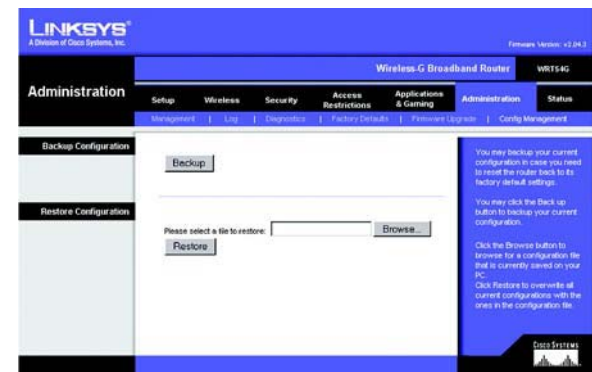 LINKSYS®
A Division of Cisco Systems, Inc.
Firmware Version: v2.04.3
Wireless-G Broadband Router
WRT54G
Administration
Setup
Wireless
Security
Access
Restrictions
Applications
& Gaming
Administration
Status
Management | Log | Diagnostics | Factory Defaults | Firmware Upgrade | Config Management
Backup Configuration
Backup
You may backup your current
configuration in case you need
to reset the router back to its
factory default settings.
You may click the Back up
button to backup your current
configuration.
Restore Configuration
Please select a file to restore:
Browse...
Restore
Click the Browse button to
browse for a configuration file
that is currently saved on your
PC.
Click Restore to overwrite all
current configurations with the
ones in the configuration file.
CISCO SYSTEMS